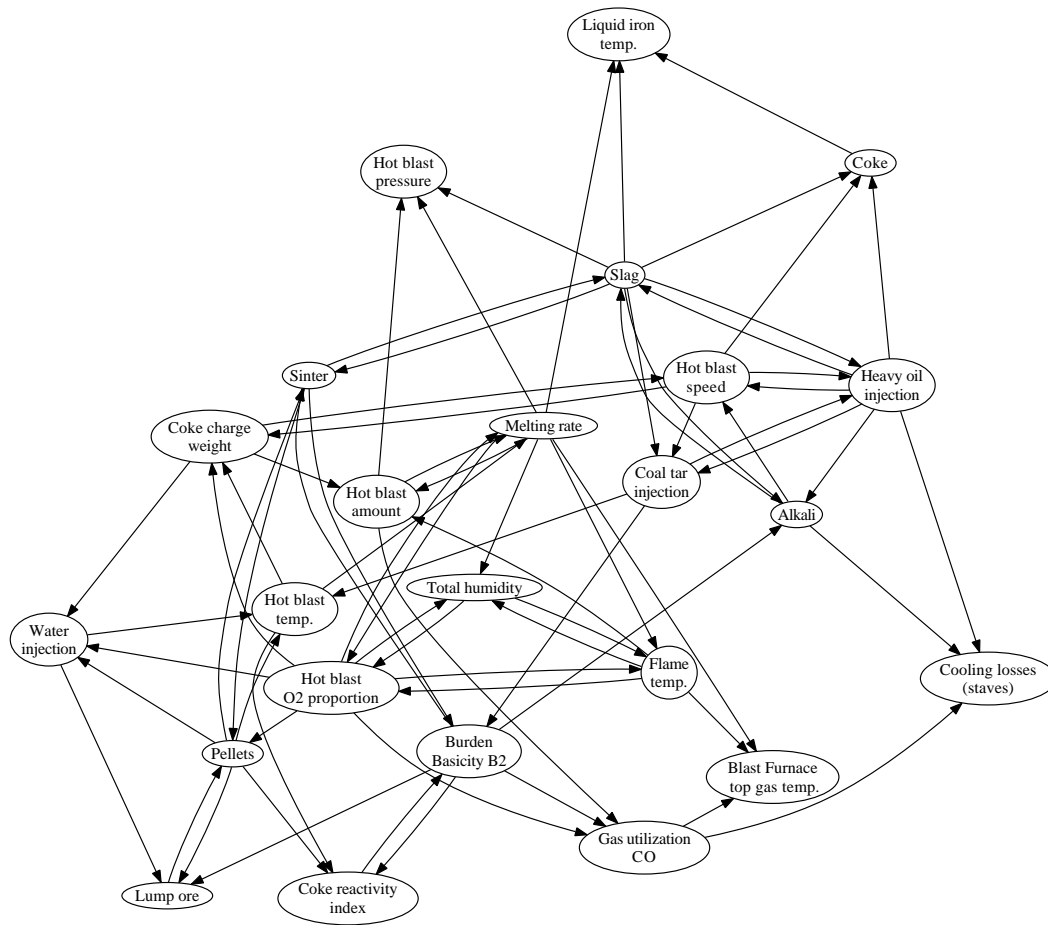 Liquid iron
temp.
Hot blast
pressure
Coke
Slag
Sinter
Hot blast
speed
Heavy oil
injection
Coke charge
weight
Melting rate
Hot blast
amount
Coal tar
injection
Alkali
Total humidity
Hot blast
temp.
Water
injection
Hot blast
O2 proportion
Flame
temp.
Cooling losses
(staves)
Pellets
Burden
Basicity B2
Blast Furnace
top gas temp.
Gas utilization
CO
Lump ore
Coke reactivity
index